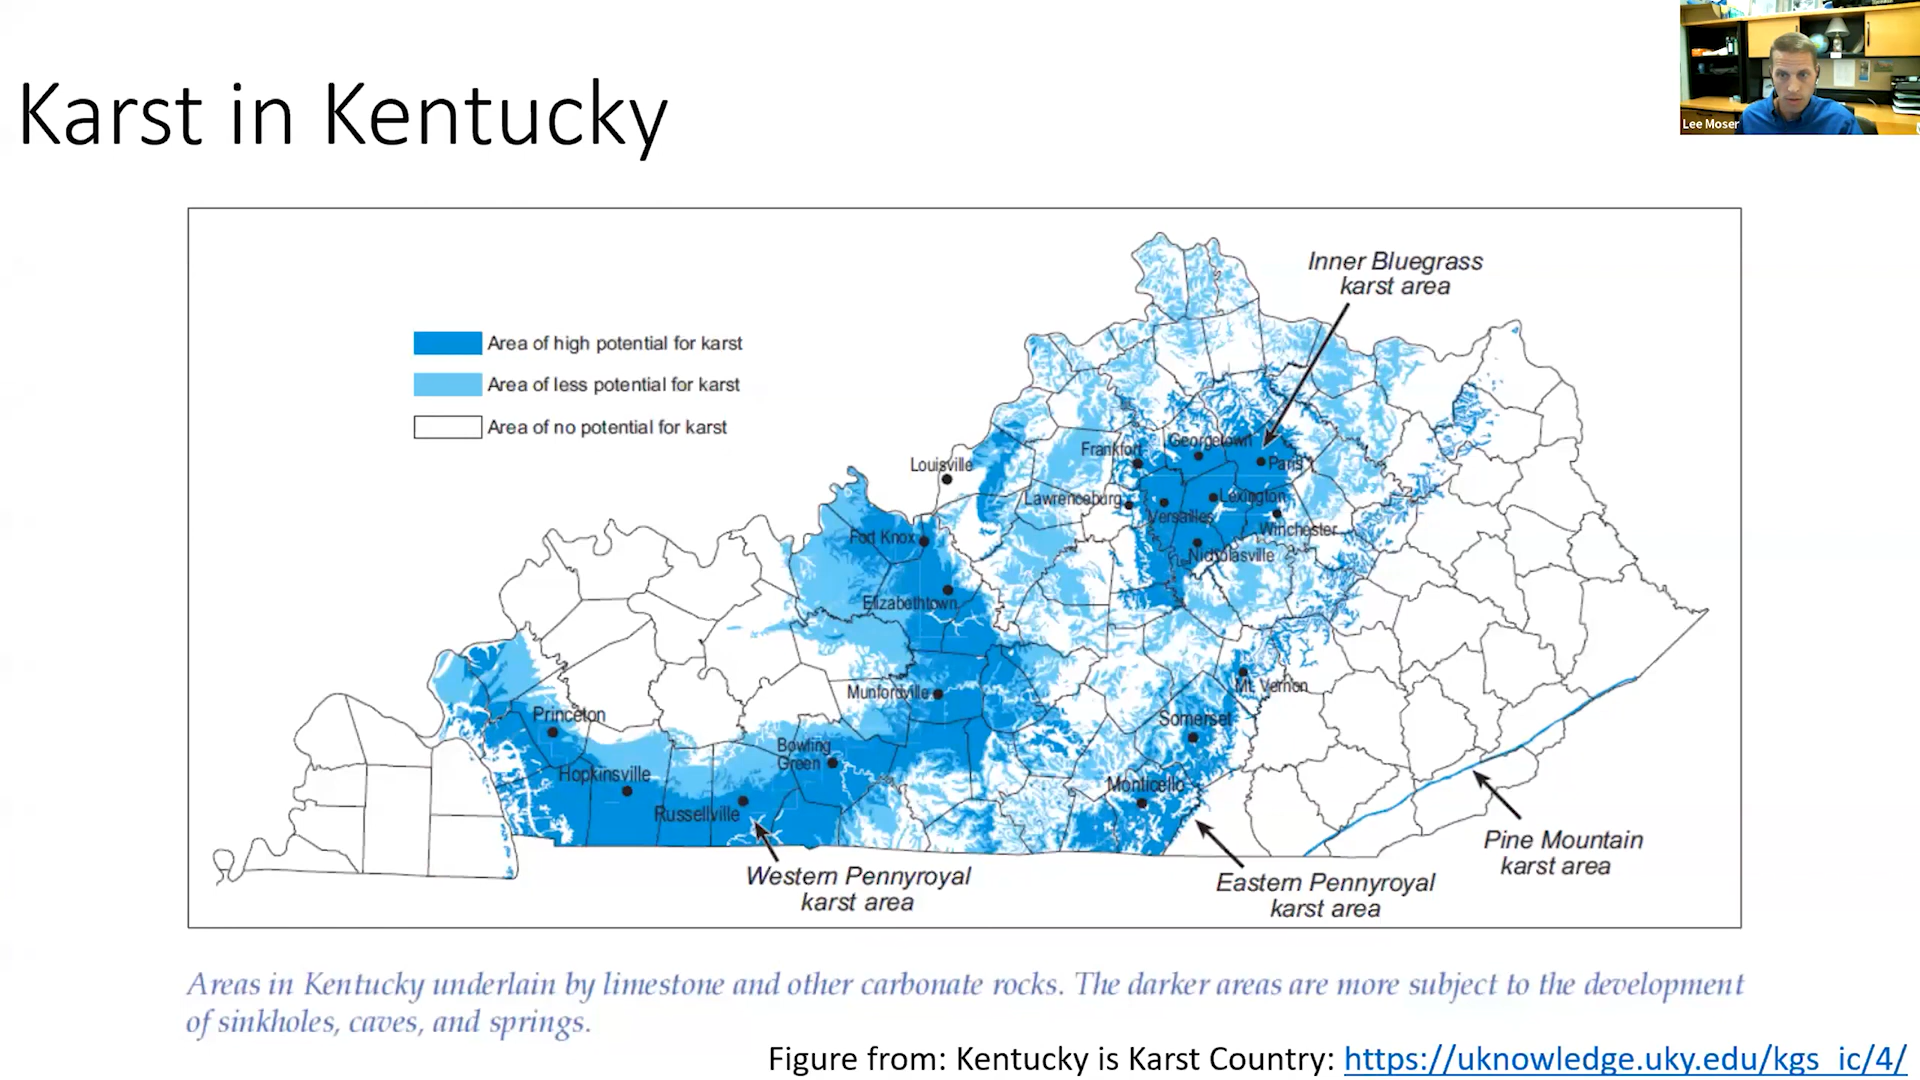 Karst in Kentucky
Lee Moser
Inner Bluegrass
karst area
Area of high potential for karst
Area of less potential for karst
Area of no potential for karst
Louisville
Frankfort
Georgetown
Paris
Lawrenceburg
Versailles
Lexington
Winchester
Nicholasville
Fort Knox
Elizabethtown
Munfordville
Mt. Vernon
Somerset
Princeton
Bowling
Green
Hopkinsville
Russellville
Monticello
Pine Mountain
karst area
Western Pennyroyal
karst area
Eastern Pennyroyal
karst area
Areas in Kentucky underlain by limestone and other carbonate rocks. The darker areas are more subject to the development
of sinkholes, caves, and springs.
Figure from: Kentucky is Karst Country: https://uknowledge.uky.edu/kgs_ic/4/